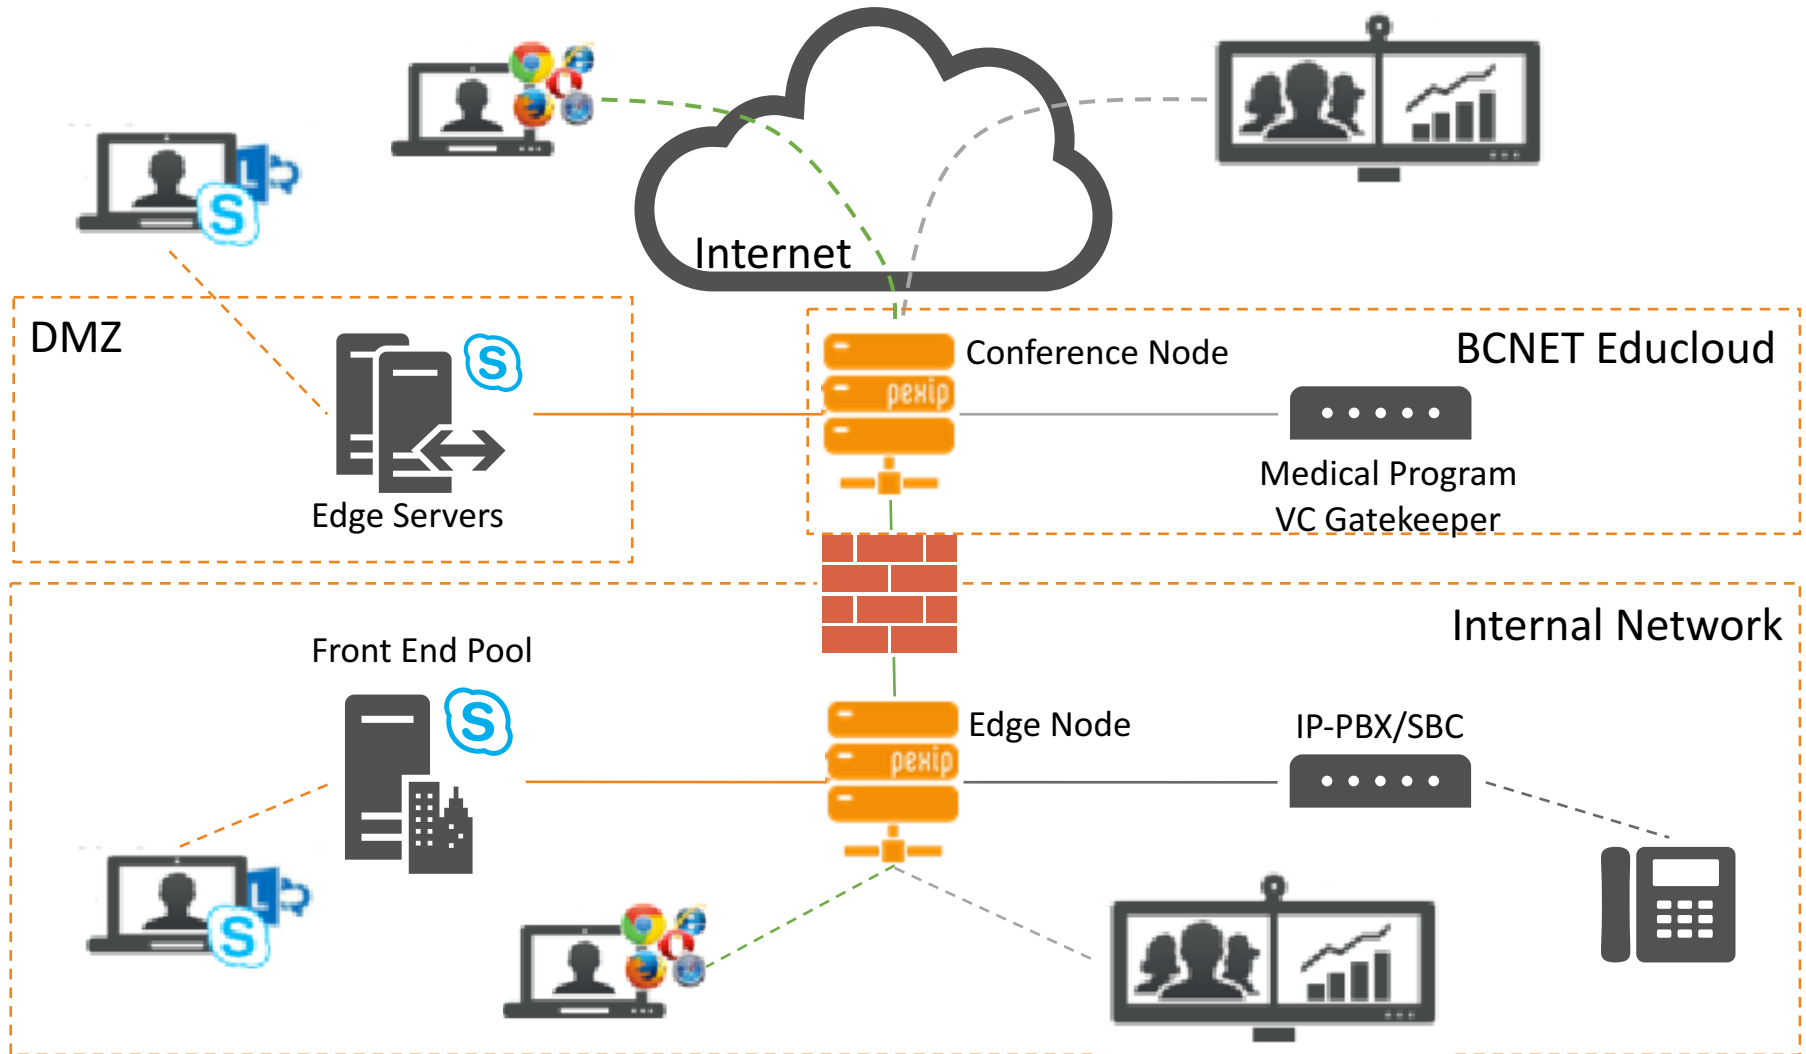 Internet
DMZ
Edge Servers
Conference Node
BCNET Educloud
pexip
Medical Program
VC Gatekeeper
Internal Network
Front End Pool
Edge Node
pexip
IP-PBX/SBC